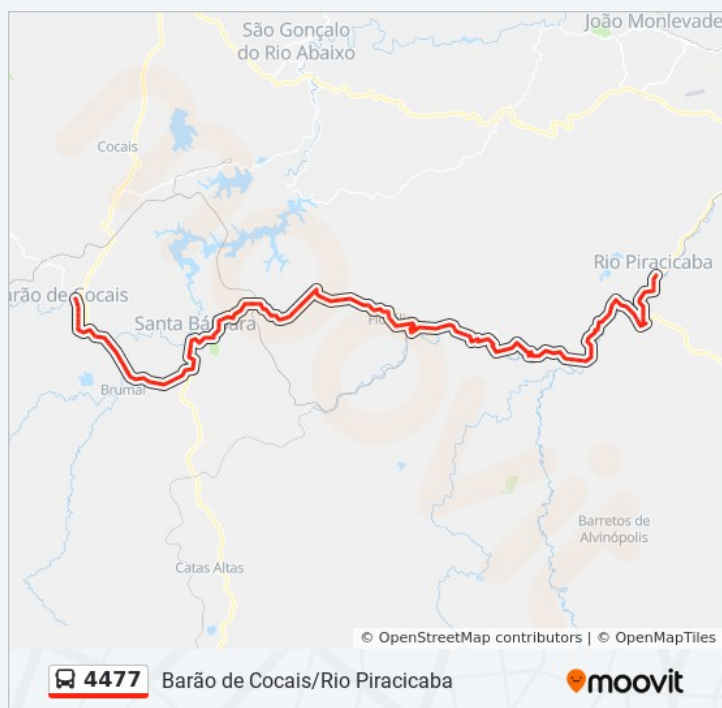 João Monlevade
São Gonçalo
do Rio Abaixo
Cocais
Rio Piracicaba
arão de Cocais
Santa Bárbara
Brumal
Barretos de
Alvinópolis
Catas Altas
© OpenStreetMap contributors | © OpenMapTiles
4477 Barão de Cocais/Rio Piracicaba
moovit